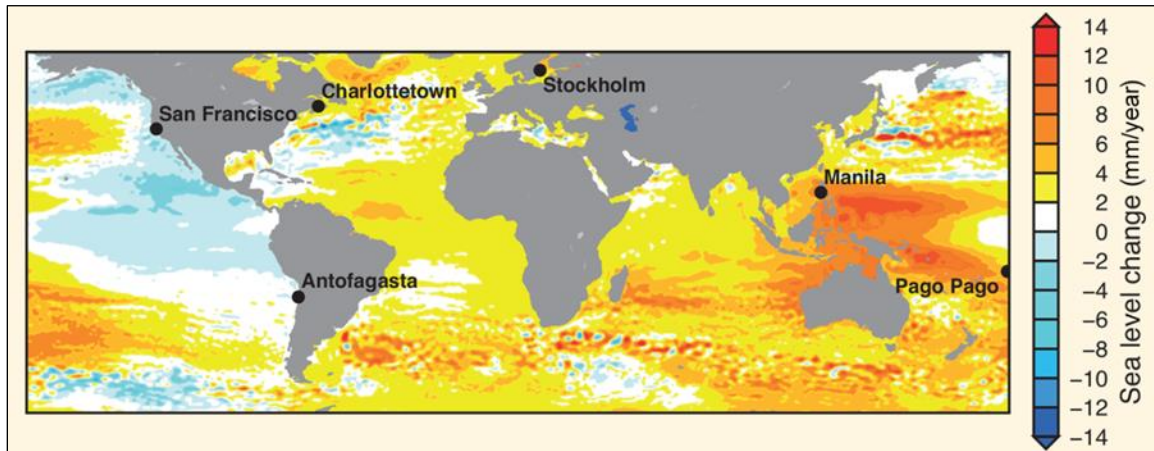 San Francisco
Charlottetown
Stockholm
Manila
Antofagasta
Pago Pago
14
12
10
8
6
4
2
0
−2
−4
−6
−8
−10
−12
−14
Sea level change (mm/year)